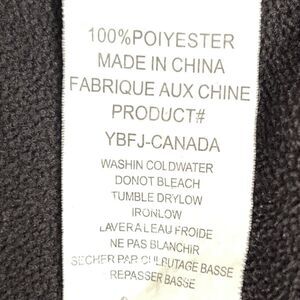 100%POIYESTER
MADE IN CHINA
FABRIQUE AUX CHINE
PRODUCT#
YBFJ-CANADA
WASHIN COLDWATER
DONOT BLEACH
TUMBLE DRYLOW
IRONLOW
LAVERALEAU FROIDE
NE PAS BLANCHIR
SECHER PAR CULBUTAGE BASSE
REPASSER BASSE